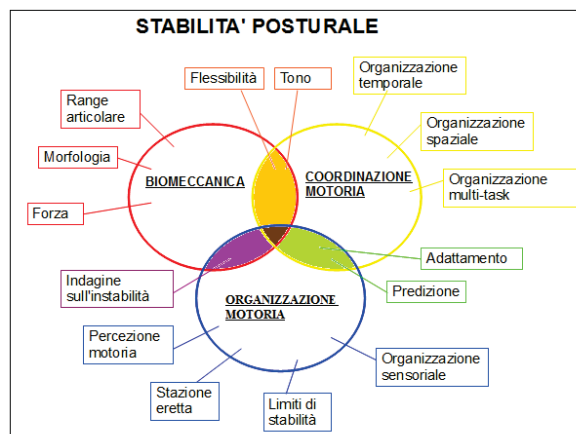 STABILITA' POSTURALE
Flessibilità
Tono
Organizzazione
temporale
Range
articolare
Organizzazione
spaziale
Morfologia
BIOMECCANICA
COORDINAZIONE
MOTORIA
Organizzazione
multi-task
Forza
Adattamento
Indagine
sull'instabilità
Predizione
ORGANIZZAZIONE
MOTORIA
Percezione
motoria
Organizzazione
sensoriale
Stazione
eretta
Limiti di
stabilità